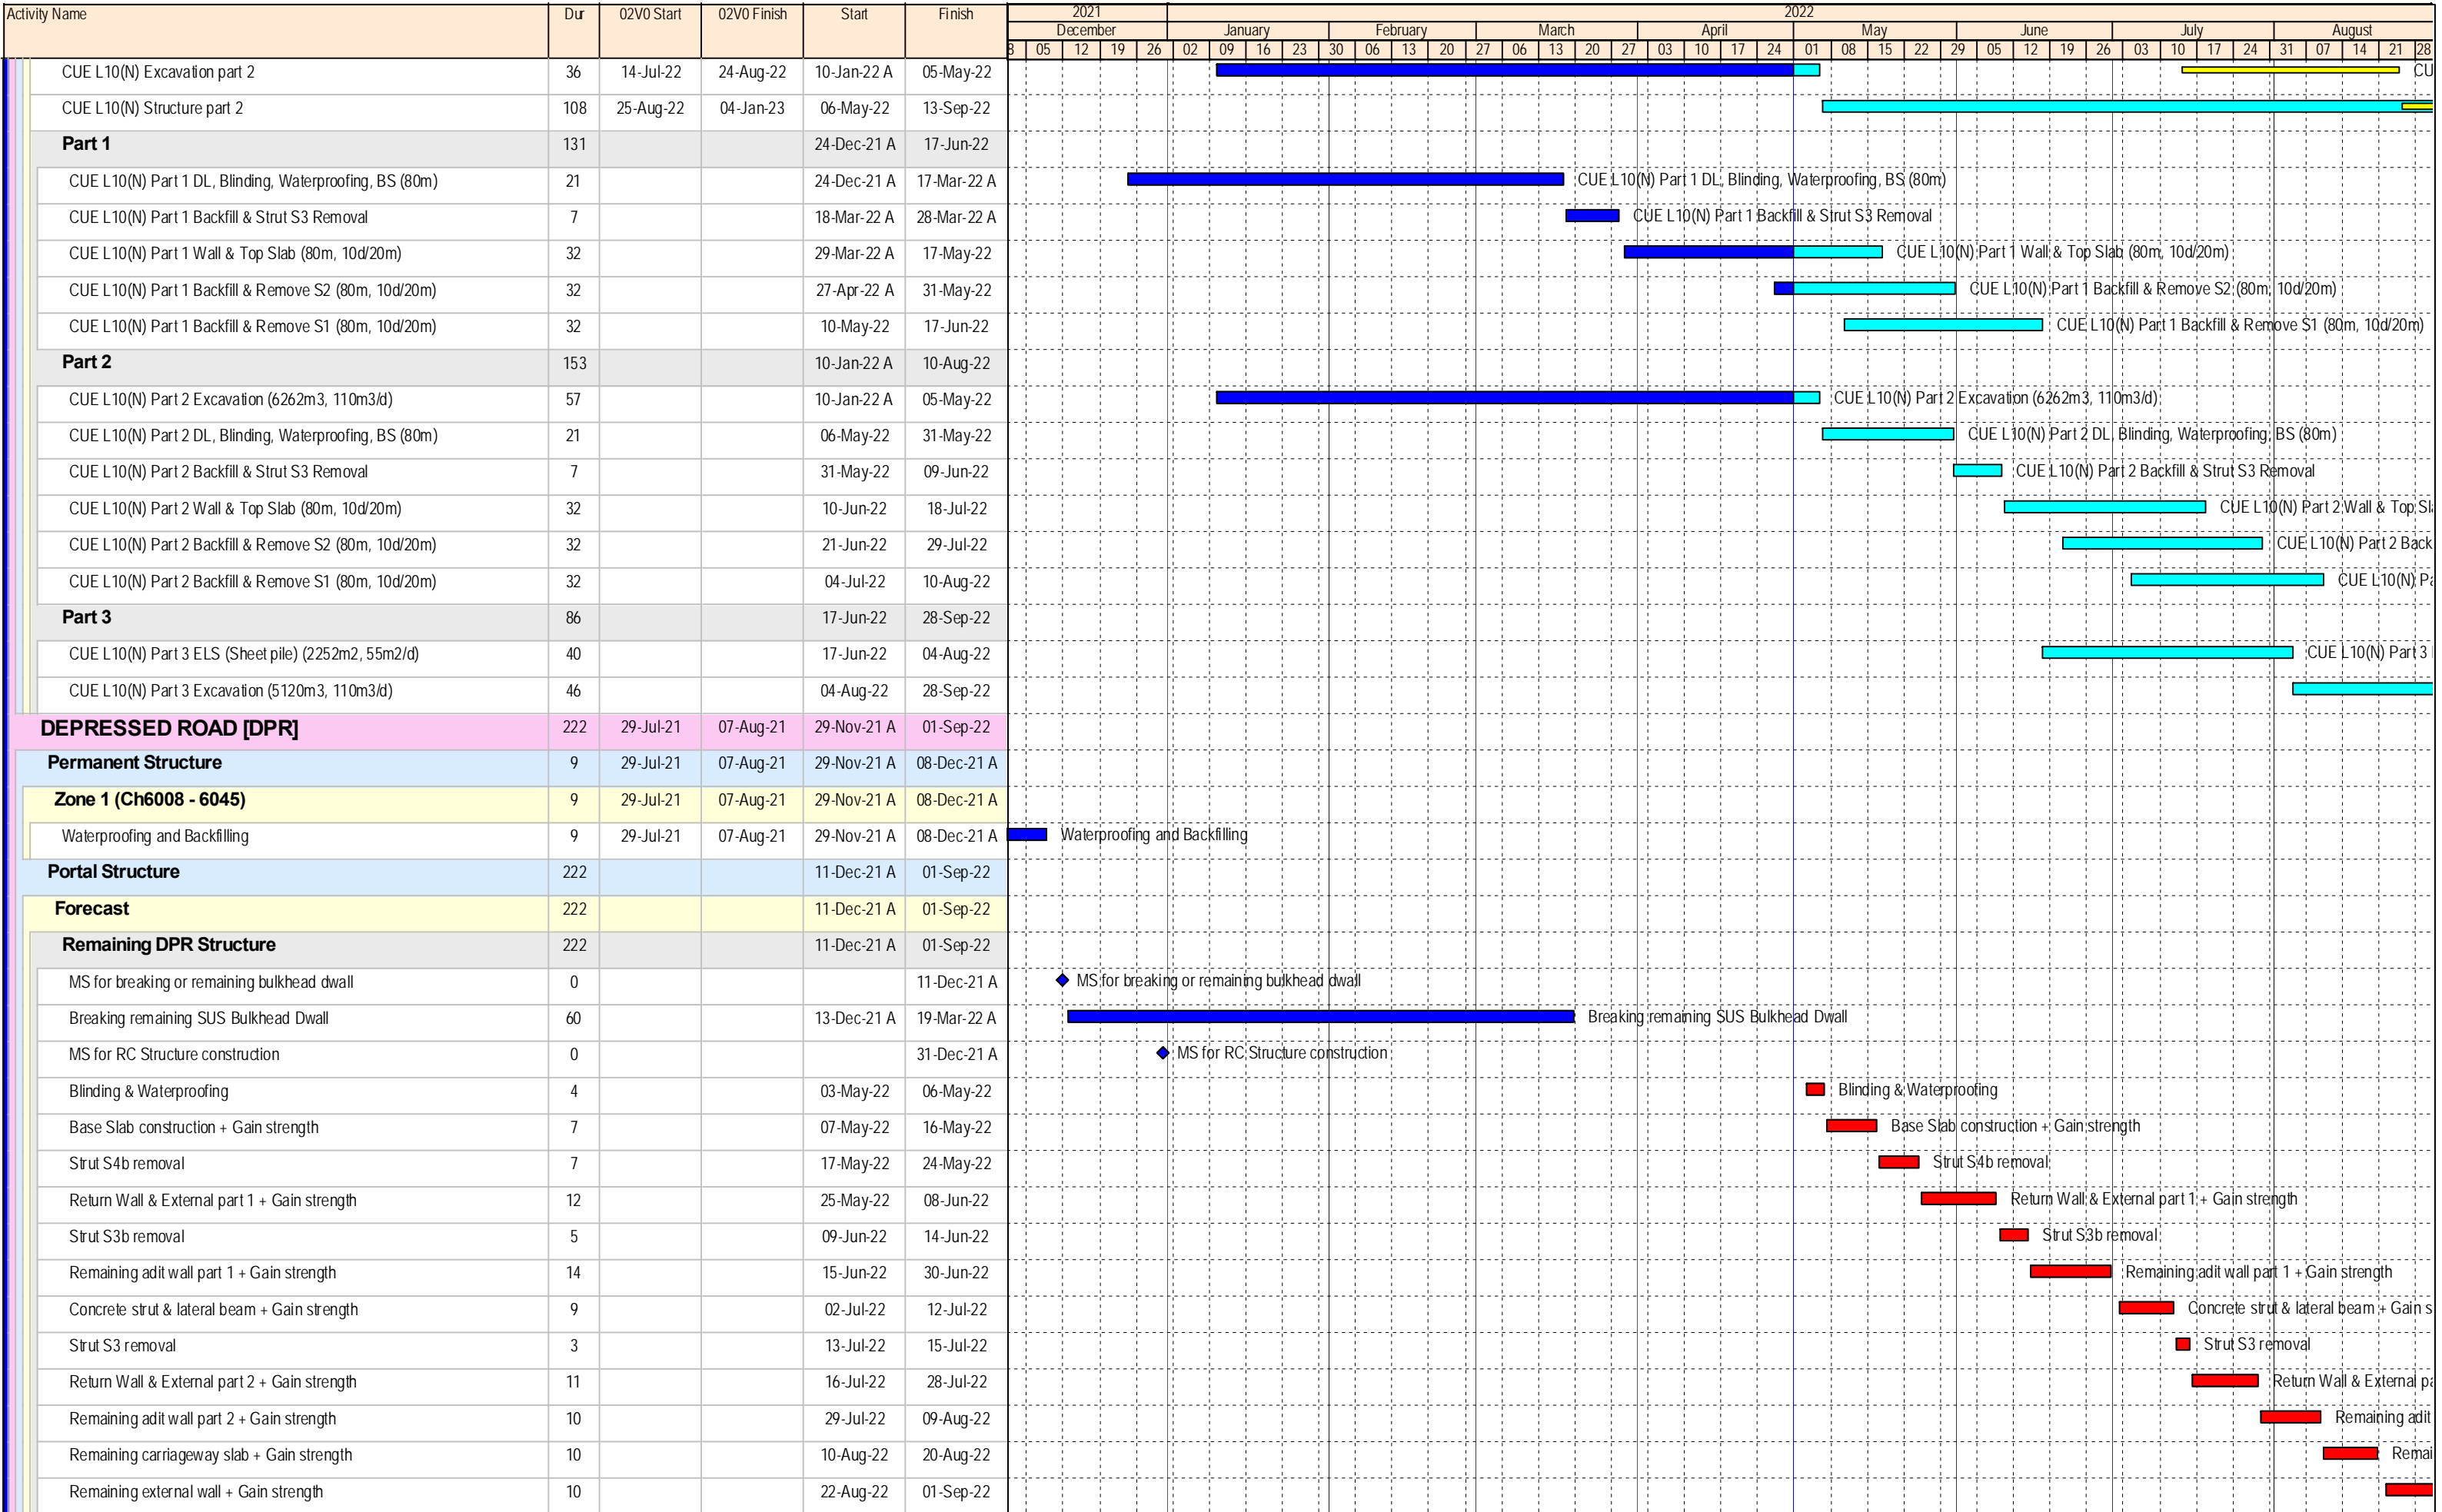 Activity Name Dur 02V0 Start 02V0 Finish Start Finish 2021 2022
December January February March April May June July August
8 05 12 19 26 02 09 16 23 30 06 13 20 27 06 13 20 27 03 10 17 24 01 08 15 22 29 05 12 19 26 03 10 17 24 31 07 14 21 28
CUE L10(N) Excavation part 2 36 14-Jul-22 24-Aug-22 10-Jan-22 A 05-May-22 CU
CUE L10(N) Structure part 2 108 25-Aug-22 04-Jan-23 06-May-22 13-Sep-22
Part 1 131 24-Dec-21 A 17-Jun-22
CUE L10(N) Part 1 DL, Blinding, Waterproofing, BS (80m) 21 24-Dec-21 A 17-Mar-22 A CUE L10(N) Part 1 DL, Blinding, Waterproofing, BS (80m)
CUE L10(N) Part 1 Backfill & Strut S3 Removal 7 18-Mar-22 A 28-Mar-22 A CUE L10(N) Part 1 Backfill & Strut S3 Removal
CUE L10(N) Part 1 Wall & Top Slab (80m, 10d/20m) 32 29-Mar-22 A 17-May-22 CUE L10(N) Part 1 Wall & Top Slab (80m, 10d/20m)
CUE L10(N) Part 1 Backfill & Remove S2 (80m, 10d/20m) 32 27-Apr-22 A 31-May-22 CUE L10(N) Part 1 Backfill & Remove S2 (80m, 10d/20m)
CUE L10(N) Part 1 Backfill & Remove S1 (80m, 10d/20m) 32 10-May-22 17-Jun-22 CUE L10(N) Part 1 Backfill & Remove S1 (80m, 10d/20m)
Part 2 153 10-Jan-22 A 10-Aug-22
CUE L10(N) Part 2 Excavation (6262m3, 110m3/d) 57 10-Jan-22 A 05-May-22 CUE L10(N) Part 2 Excavation (6262m3, 110m3/d)
CUE L10(N) Part 2 DL, Blinding, Waterproofing, BS (80m) 21 06-May-22 31-May-22 CUE L10(N) Part 2 DL, Blinding, Waterproofing, BS (80m)
CUE L10(N) Part 2 Backfill & Strut S3 Removal 7 31-May-22 09-Jun-22 CUE L10(N) Part 2 Backfill & Strut S3 Removal
CUE L10(N) Part 2 Wall & Top Slab (80m, 10d/20m) 32 10-Jun-22 18-Jul-22 CUE L10(N) Part 2 Wall & Top Sl
CUE L10(N) Part 2 Backfill & Remove S2 (80m, 10d/20m) 32 21-Jun-22 29-Jul-22 CUE L10(N) Part 2 Back
CUE L10(N) Part 2 Backfill & Remove S1 (80m, 10d/20m) 32 04-Jul-22 10-Aug-22 CUE L10(N) Pa
Part 3 86 17-Jun-22 28-Sep-22
CUE L10(N) Part 3 ELS (Sheet pile) (2252m2, 55m2/d) 40 17-Jun-22 04-Aug-22 CUE L10(N) Part 3
CUE L10(N) Part 3 Excavation (5120m3, 110m3/d) 46 04-Aug-22 28-Sep-22
DEPRESSED ROAD [DPR] 222 29-Jul-21 07-Aug-21 29-Nov-21 A 01-Sep-22
Permanent Structure 9 29-Jul-21 07-Aug-21 29-Nov-21 A 08-Dec-21 A
Zone 1 (Ch6008 - 6045) 9 29-Jul-21 07-Aug-21 29-Nov-21 A 08-Dec-21 A
Waterproofing and Backfilling 9 29-Jul-21 07-Aug-21 29-Nov-21 A 08-Dec-21 A Waterproofing and Backfilling
Portal Structure 222 11-Dec-21 A 01-Sep-22
Forecast 222 11-Dec-21 A 01-Sep-22
Remaining DPR Structure 222 11-Dec-21 A 01-Sep-22
MS for breaking or remaining bulkhead dwall 0 11-Dec-21 A MS for breaking or remaining bulkhead dwall
Breaking remaining SUS Bulkhead Dwall 60 13-Dec-21 A 19-Mar-22 A Breaking remaining SUS Bulkhead Dwall
MS for RC Structure construction 0 31-Dec-21 A MS for RC Structure construction
Blinding & Waterproofing 4 03-May-22 06-May-22 Blinding & Waterproofing
Base Slab construction + Gain strength 7 07-May-22 16-May-22 Base Slab construction + Gain strength
Strut S4b removal 7 17-May-22 24-May-22 Strut S4b removal
Return Wall & External part 1 + Gain strength 12 25-May-22 08-Jun-22 Return Wall & External part 1 + Gain strength
Strut S3b removal 5 09-Jun-22 14-Jun-22 Strut S3b removal
Remaining adit wall part 1 + Gain strength 14 15-Jun-22 30-Jun-22 Remaining adit wall part 1 + Gain strength
Concrete strut & lateral beam + Gain strength 9 02-Jul-22 12-Jul-22 Concrete strut & lateral beam + Gain s
Strut S3 removal 3 13-Jul-22 15-Jul-22 Strut S3 removal
Return Wall & External part 2 + Gain strength 11 16-Jul-22 28-Jul-22 Return Wall & External pa
Remaining adit wall part 2 + Gain strength 10 29-Jul-22 09-Aug-22 Remaining adit
Remaining carriageway slab + Gain strength 10 10-Aug-22 20-Aug-22 Remai
Remaining external wall + Gain strength 10 22-Aug-22 01-Sep-22